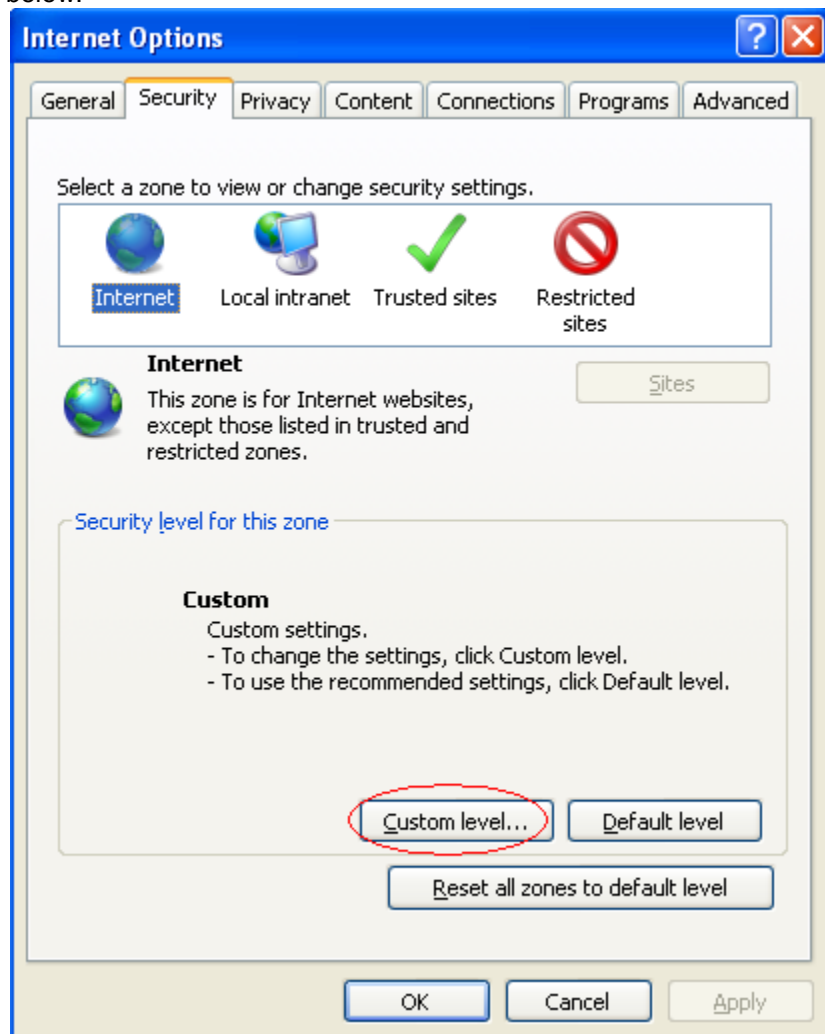 below.
Internet Options
General Security Privacy Content Connections Programs Advanced
Select a zone to view or change security settings.
Internet Local intranet Trusted sites Restricted sites
Internet
This zone is for Internet websites,
except those listed in trusted and
restricted zones.
Sites
Security level for this zone
Custom
Custom settings.
- To change the settings, click Custom level.
- To use the recommended settings, click Default level.
Custom level... Default level
Reset all zones to default level
OK Cancel Apply